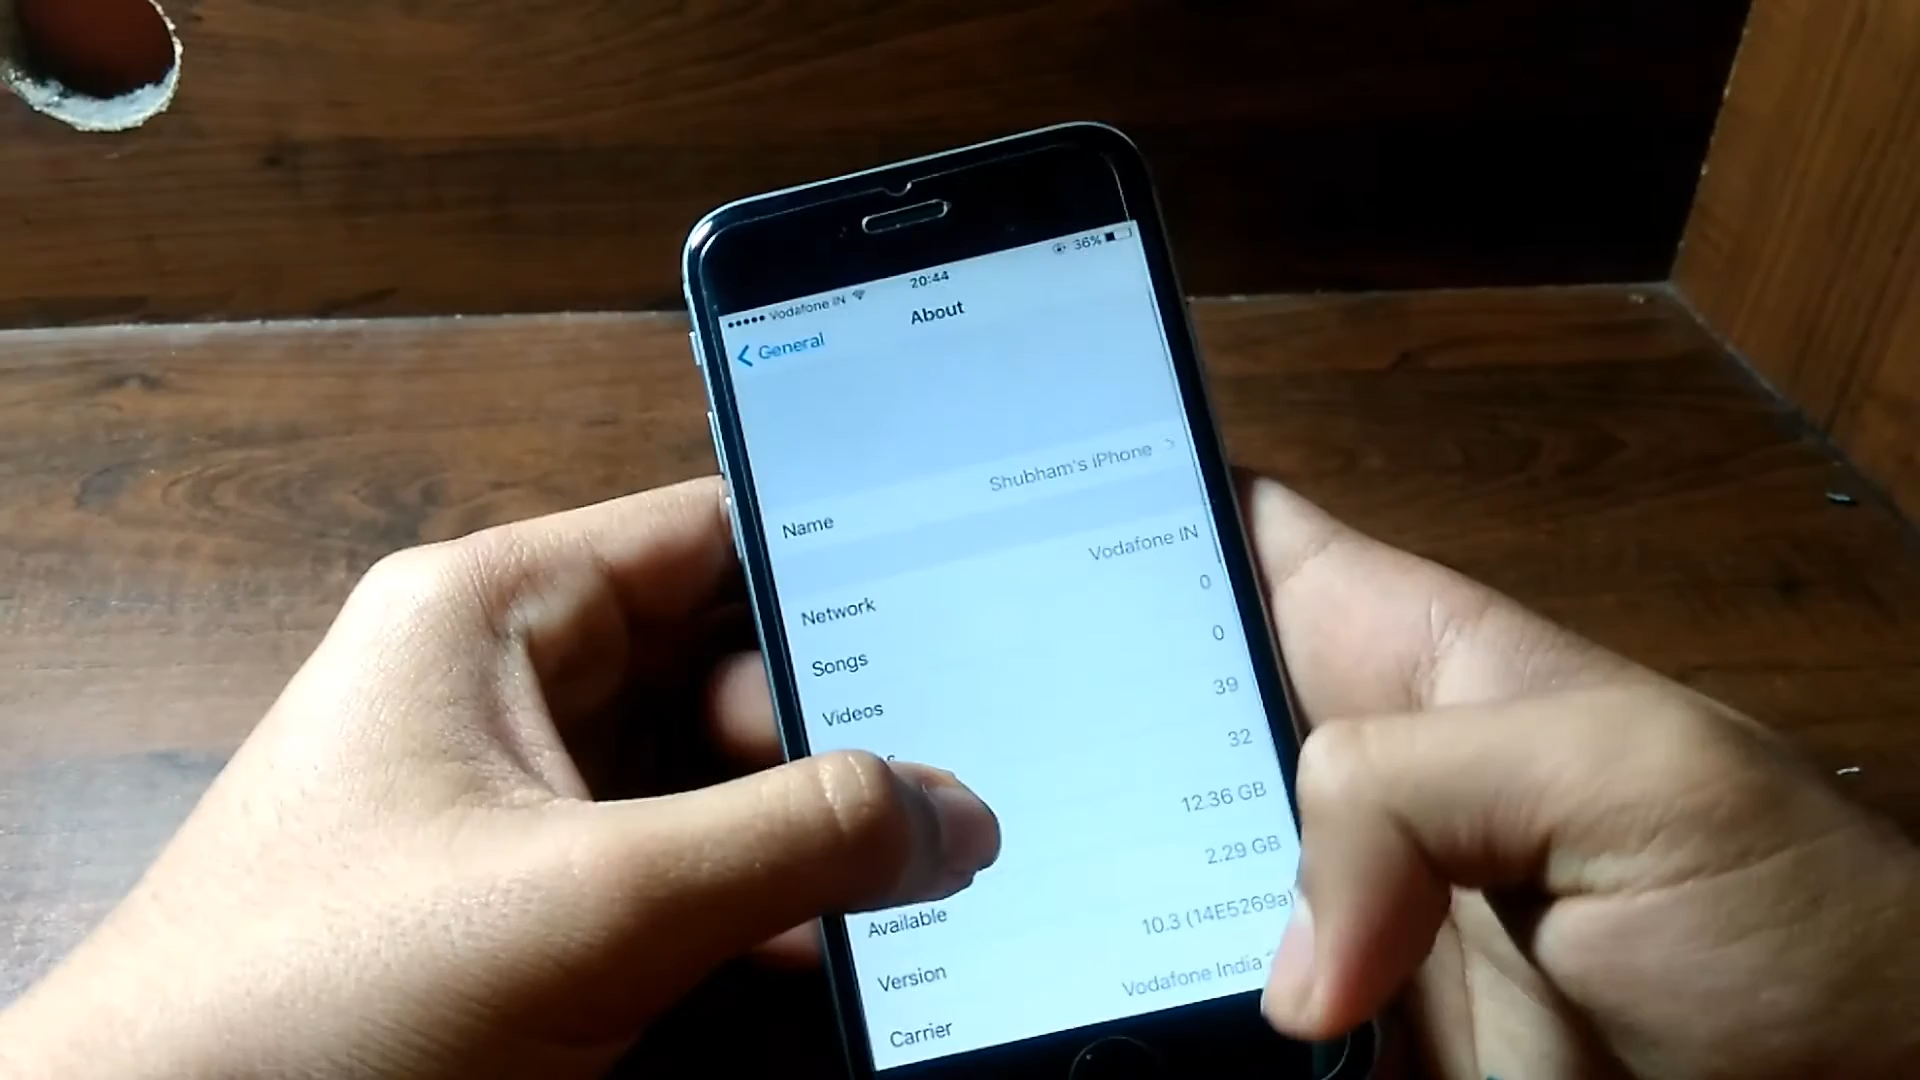 Vodafone IN 20:44 36%
General About
Name Shubham's iPhone
Network Vodafone IN
Songs 0
Videos 0
39
32
12.36 GB
Available 2.29 GB
Version 10.3 (14E5269a)
Carrier Vodafone India